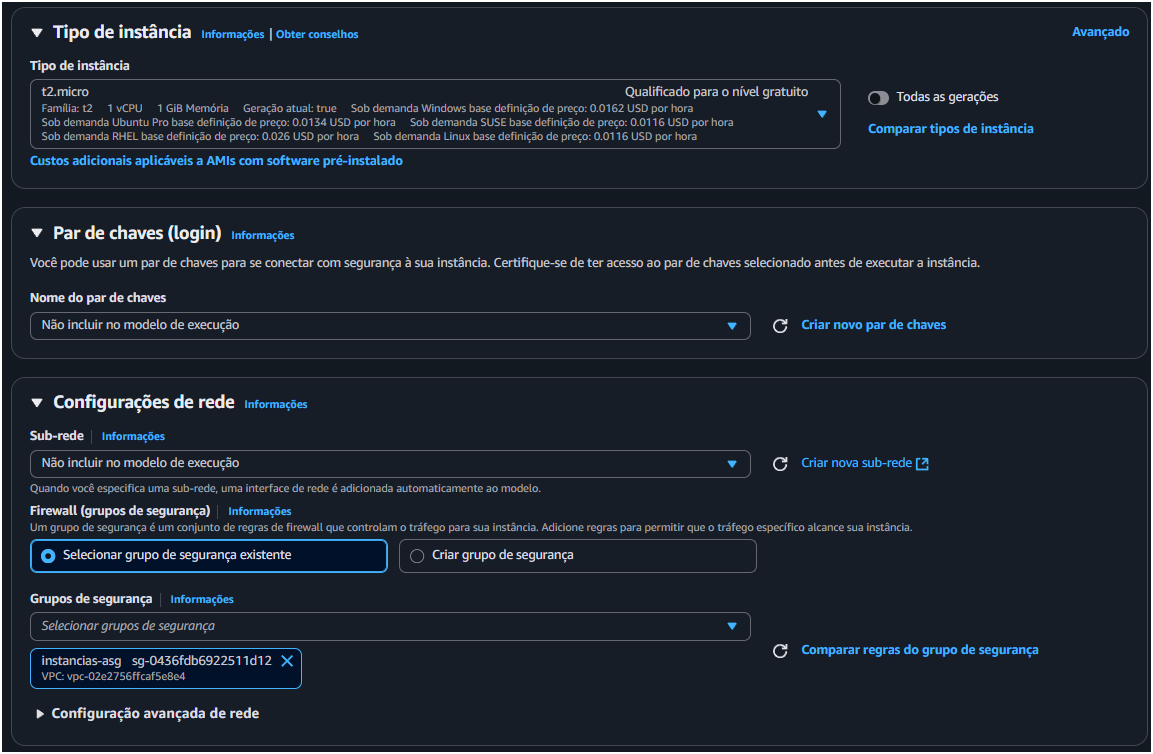 Tipo de instância Informações | Obter conselhos Avançado
Tipo de instância
t2.micro Qualificado para o nível gratuito
Família: t2 1 vCPU 1 GiB Memória Geração atual: true Sob demanda Windows base definição de preço: 0.0162 USD por hora
Sob demanda Ubuntu Pro base definição de preço: 0.0134 USD por hora Sob demanda SUSE base definição de preço: 0.0116 USD por hora
Sob demanda RHEL base definição de preço: 0.026 USD por hora Sob demanda Linux base definição de preço: 0.0116 USD por hora
Todas as gerações
Comparar tipos de instância
Custos adicionais aplicáveis a AMIs com software pré-instalado
Par de chaves (login) Informações
Você pode usar um par de chaves para se conectar com segurança à sua instância. Certifique-se de ter acesso ao par de chaves selecionado antes de executar a instância.
Nome do par de chaves
Não incluir no modelo de execução
Criar novo par de chaves
Configurações de rede Informações
Sub-rede | Informações
Não incluir no modelo de execução
Criar nova sub-rede
Quando você especifica uma sub-rede, uma interface de rede é adicionada automaticamente ao modelo.
Firewall (grupos de segurança) | Informações
Um grupo de segurança é um conjunto de regras de firewall que controlam o tráfego para sua instância. Adicione regras para permitir que o tráfego específico alcance sua instância.
Selecionar grupo de segurança existente
Criar grupo de segurança
Grupos de segurança | Informações
Selecionar grupos de segurança
instancias-asg sg-0436fdb6922511d12
VPC: vpc-02e2756ffcaf5e8e4
Comparar regras do grupo de segurança
Configuração avançada de rede